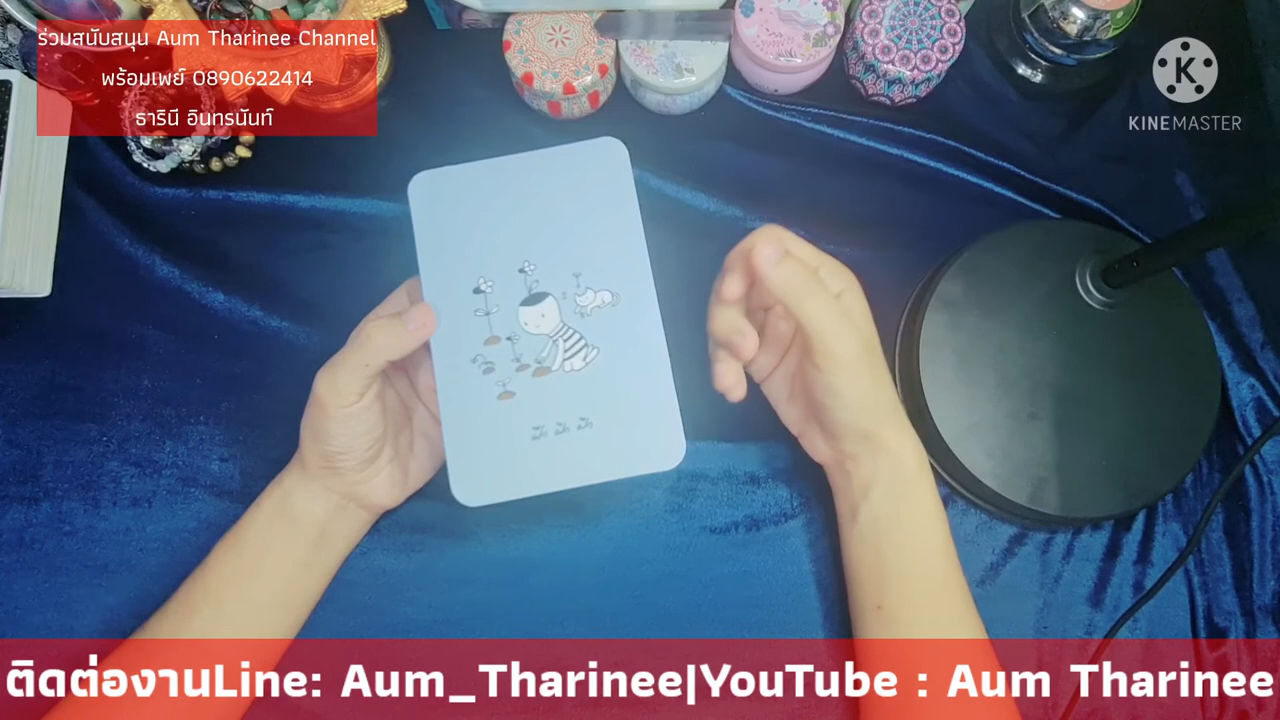 ร่วมสนับสนุน Aum Tharinee Channel
พร้อมเพย์ 0890622414
ธารินี อินทรนันท์
K
KINEMASTER
ติดต่องานLine: Aum_Tharinee|YouTube : Aum Tharinee